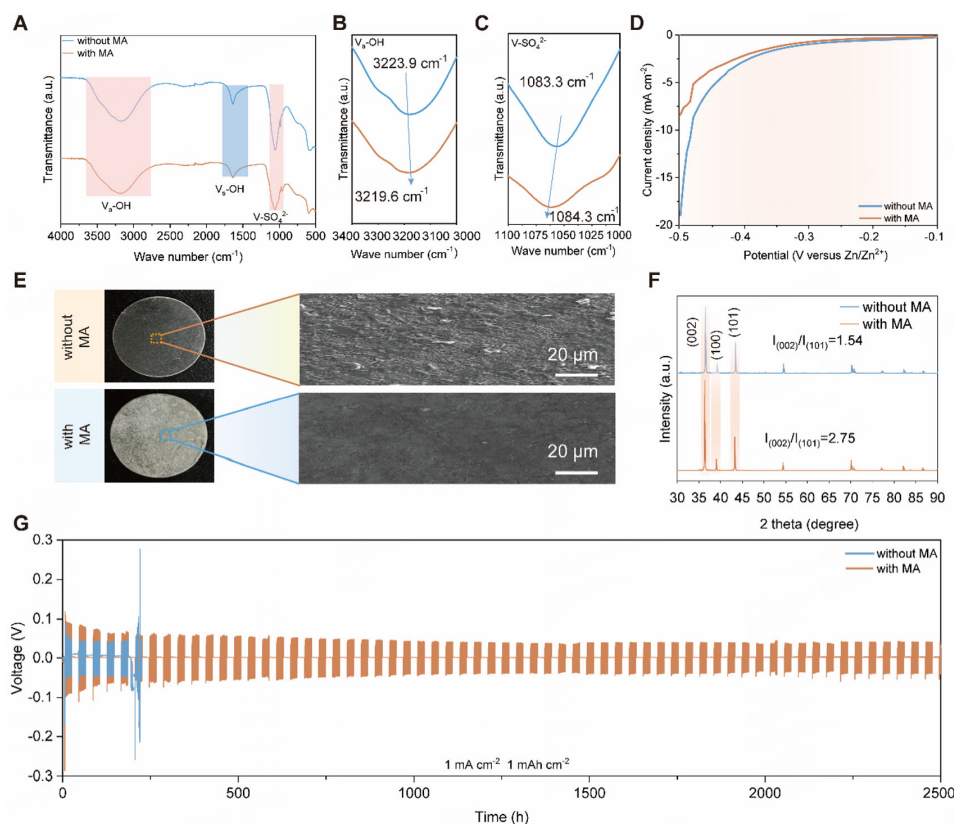 A
without MA
with MA
Transmittance (a.u.)
Vₛ-OH
Vₛ-OH
V-SO₄²⁻
4000 3500 3000 2500 2000 1500 1000 500
Wave number (cm⁻¹)
B
Vₛ-OH
3223.9 cm⁻¹
3219.6 cm⁻¹
Transmittance (a.u.)
3400 3300 3200 3100 3000
Wave number (cm⁻¹)
C
V-SO₄²⁻
1083.3 cm⁻¹
1084.3 cm⁻¹
Transmittance (a.u.)
1100 1075 1050 1025 1000
Wave number (cm⁻¹)
D
0
-5
-10
-15
-20
Current density (mA cm⁻²)
without MA
with MA
-0.5 -0.4 -0.3 -0.2 -0.1
Potential (V versus Zn/Zn²⁺)
E
without
MA
20 μm
with
MA
20 μm
F
without MA
with MA
(002)
(100)
(101)
I₍₀₀₂₎/I₍₁₀₁₎=1.54
I₍₀₀₂₎/I₍₁₀₁₎=2.75
Intensity (a.u.)
30 35 40 45 50 55 60 65 70 75 80 85 90
2 theta (degree)
G
0.3
0.2
0.1
0.0
-0.1
-0.2
-0.3
Voltage (V)
without MA
with MA
1 mA cm⁻² 1 mAh cm⁻²
0 500 1000 1500 2000 2500
Time (h)